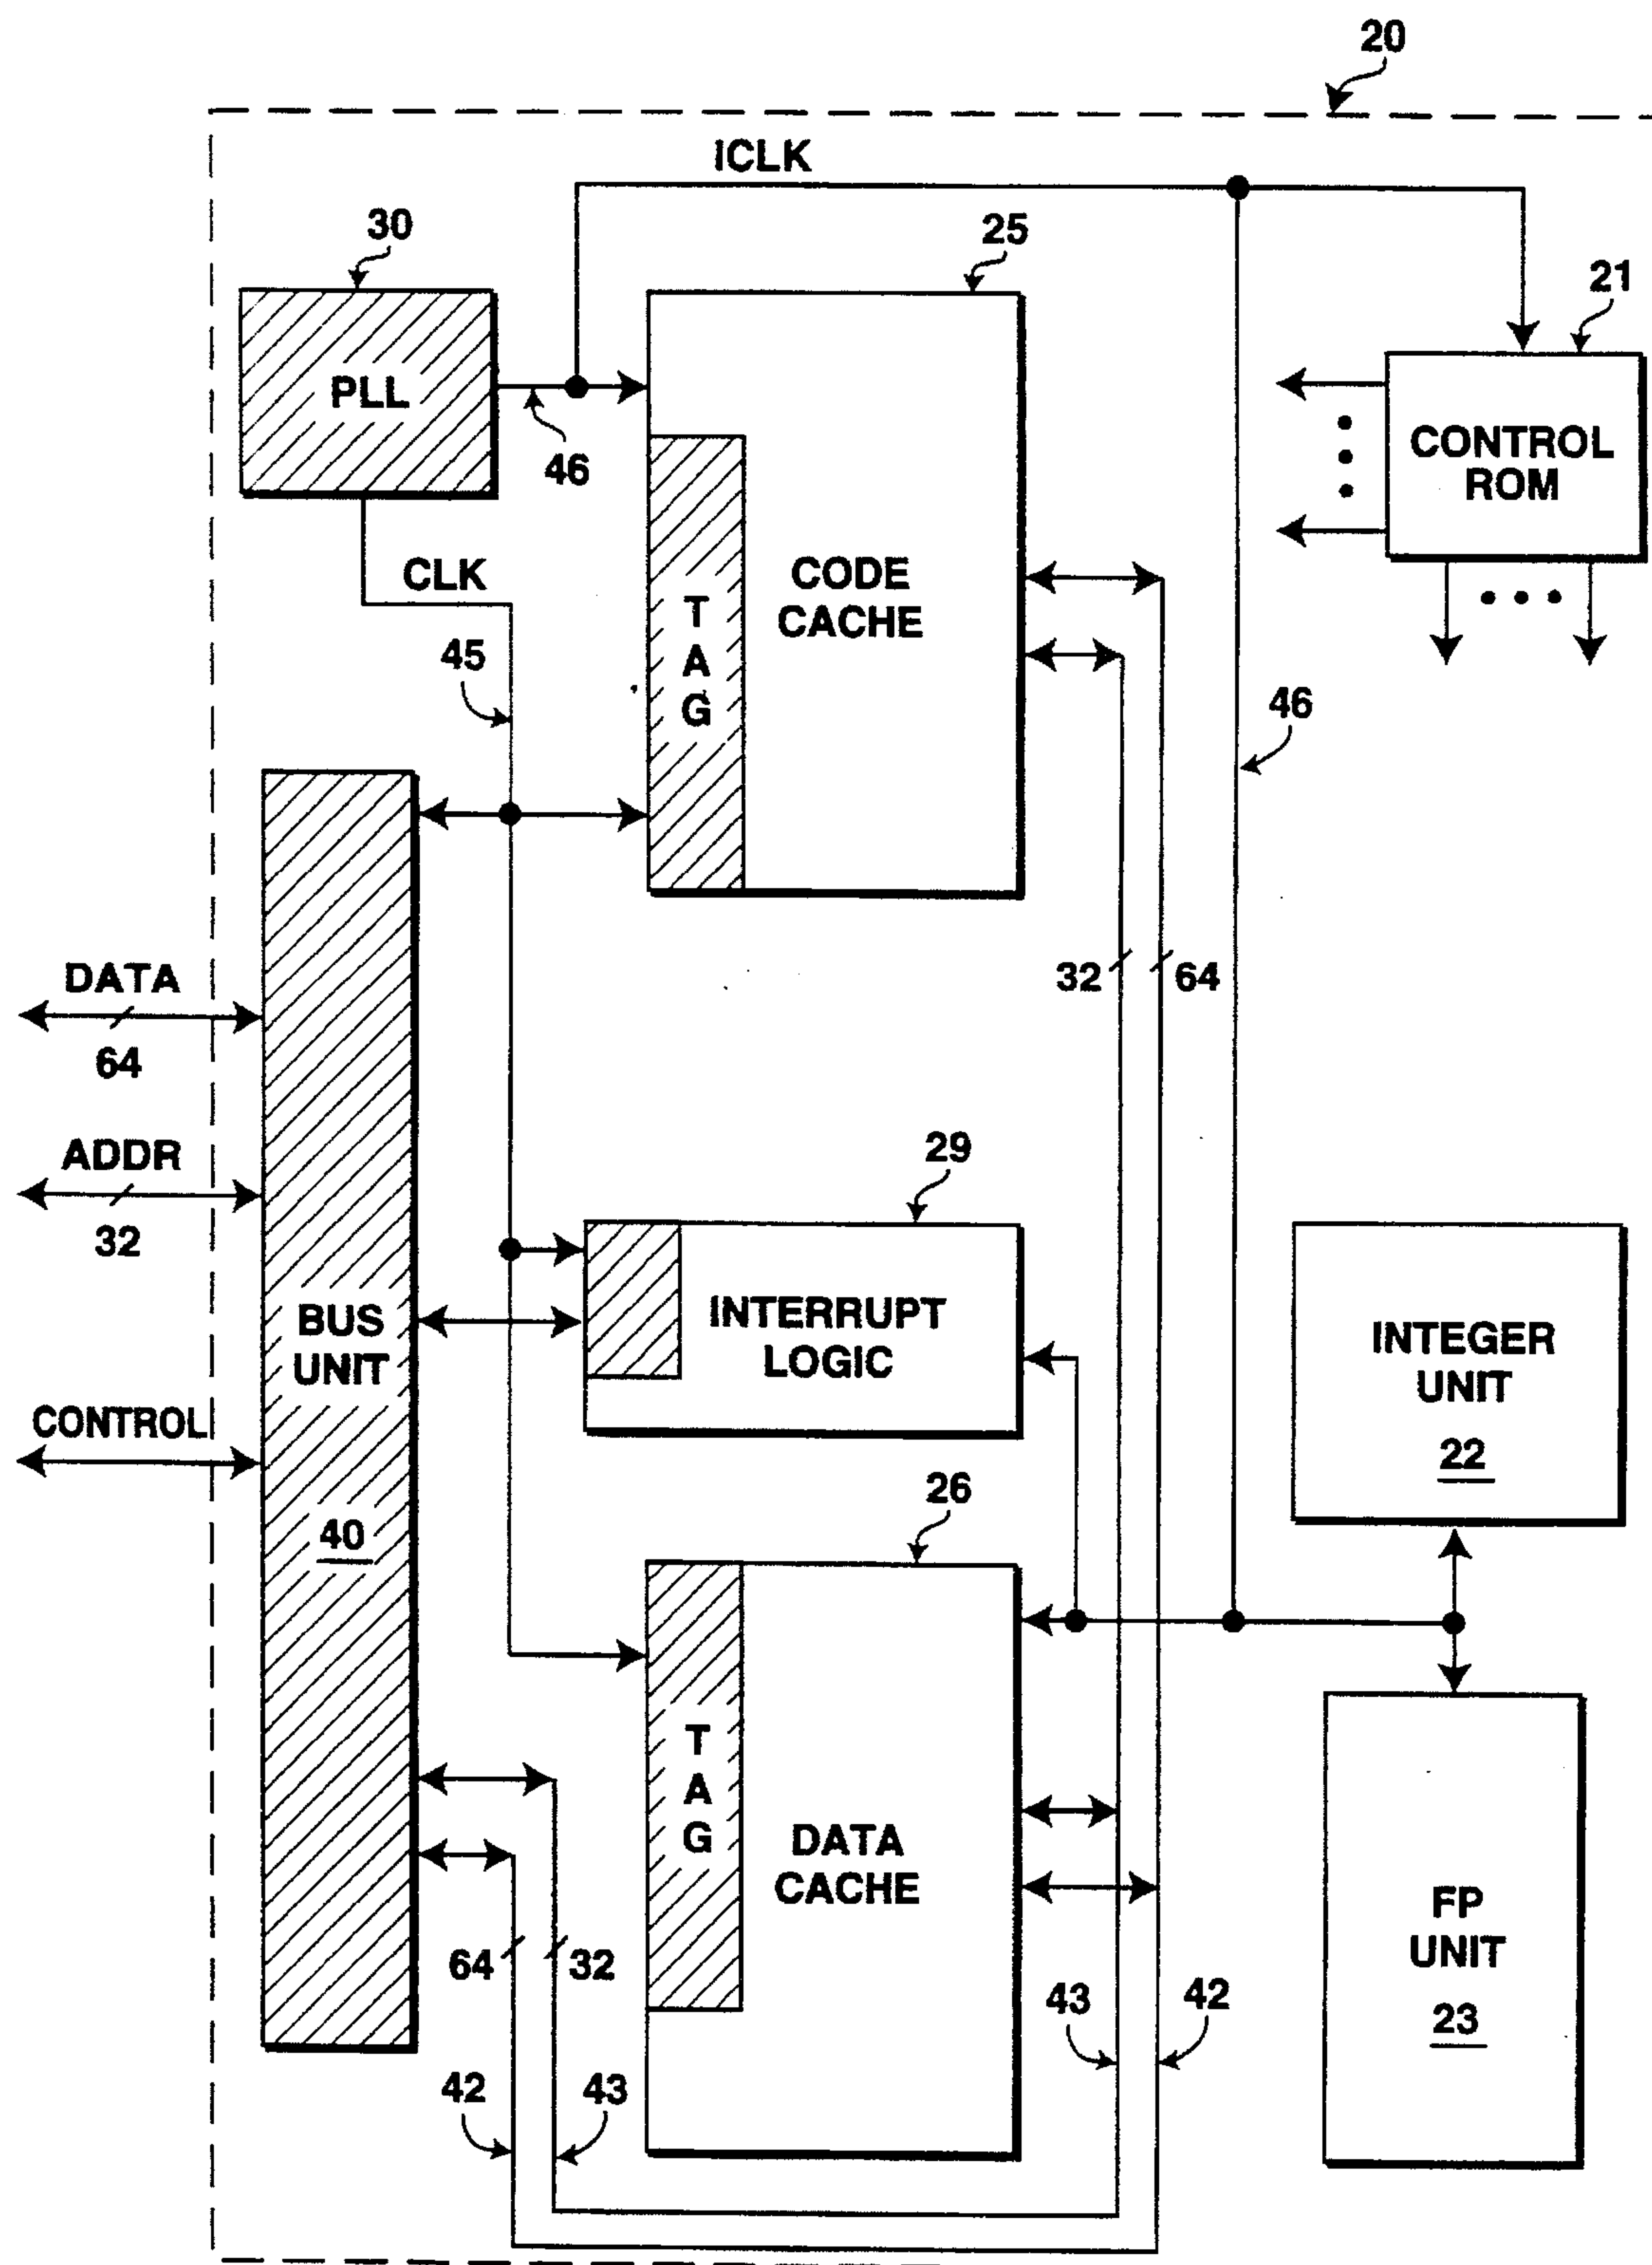 20
ICLK
30
25
21
PLL
46
CONTROL
ROM
CLK
CODE
CACHE
T
A
G
45
46
DATA
64
32
64
ADDR
32
29
BUS
UNIT
40
INTERRUPT
LOGIC
INTEGER
UNIT
22
CONTROL
26
T
A
G
DATA
CACHE
FP
UNIT
23
64
32
43
42
42
43